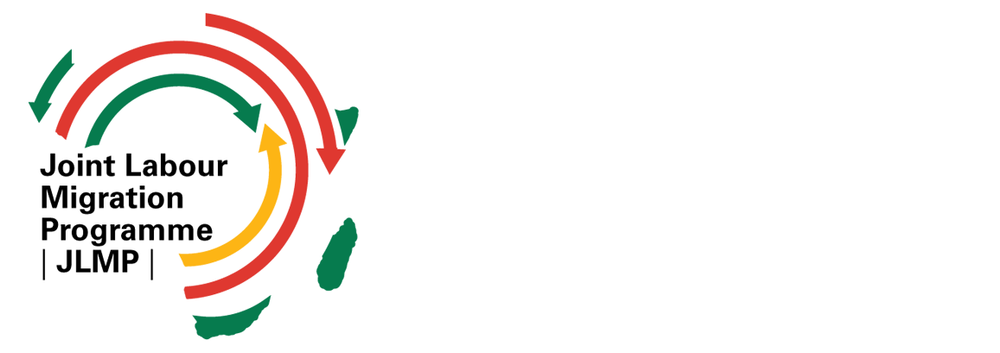 Joint Labour
Migration
Programme
| JLMP |